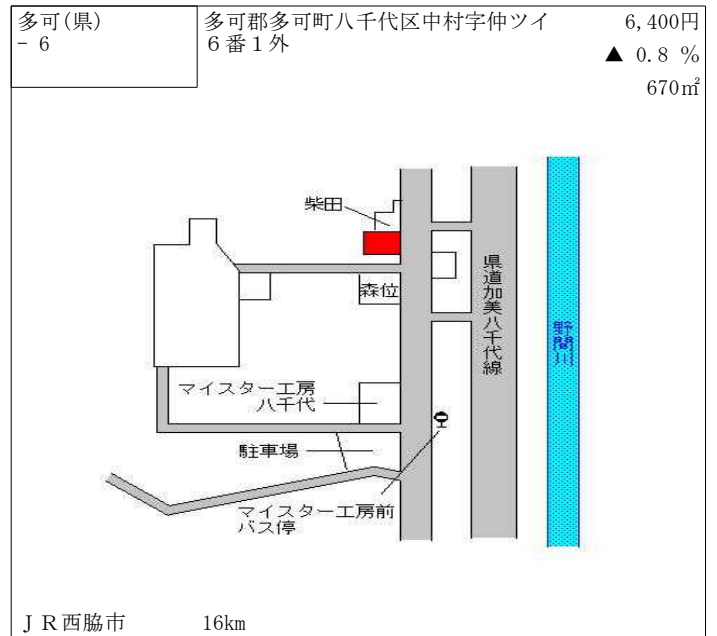 多可(県)
- 6
多可郡多可町八千代区中村字仲ツイ
６番１外
6,400円
▲ 0.8 %
670㎡
柴田
森位
県道加美八千代線
野間川
マイスター工房
八千代
駐車場
マイスター工房前
バス停
ＪＲ西脇市 16km